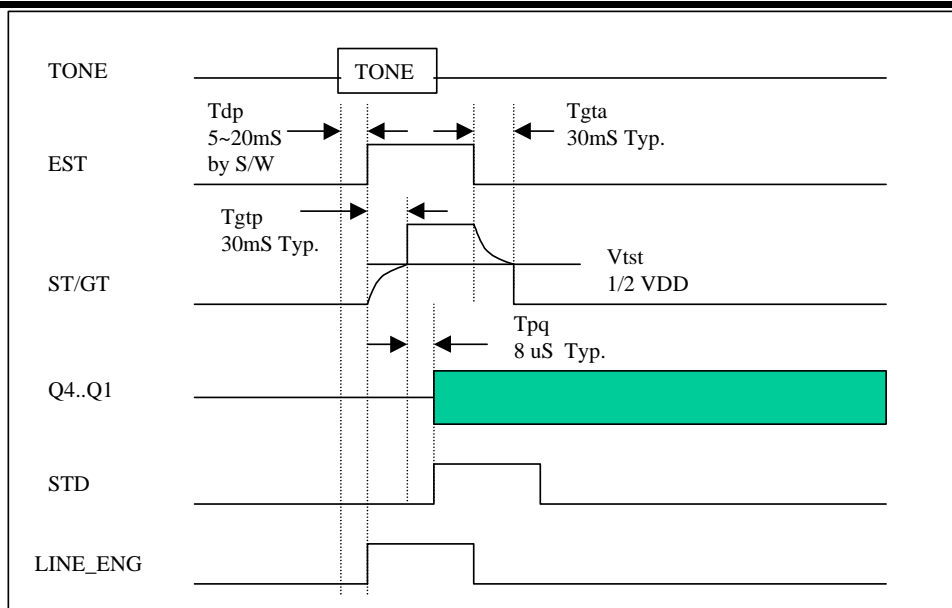 TONE
TONE
Tdp
5~20mS
by S/W
Tgta
30mS Typ.
EST
Tgtp
30mS Typ.
Vtst
1/2 VDD
ST/GT
Tpq
8 uS Typ.
Q4..Q1
STD
LINE_ENG